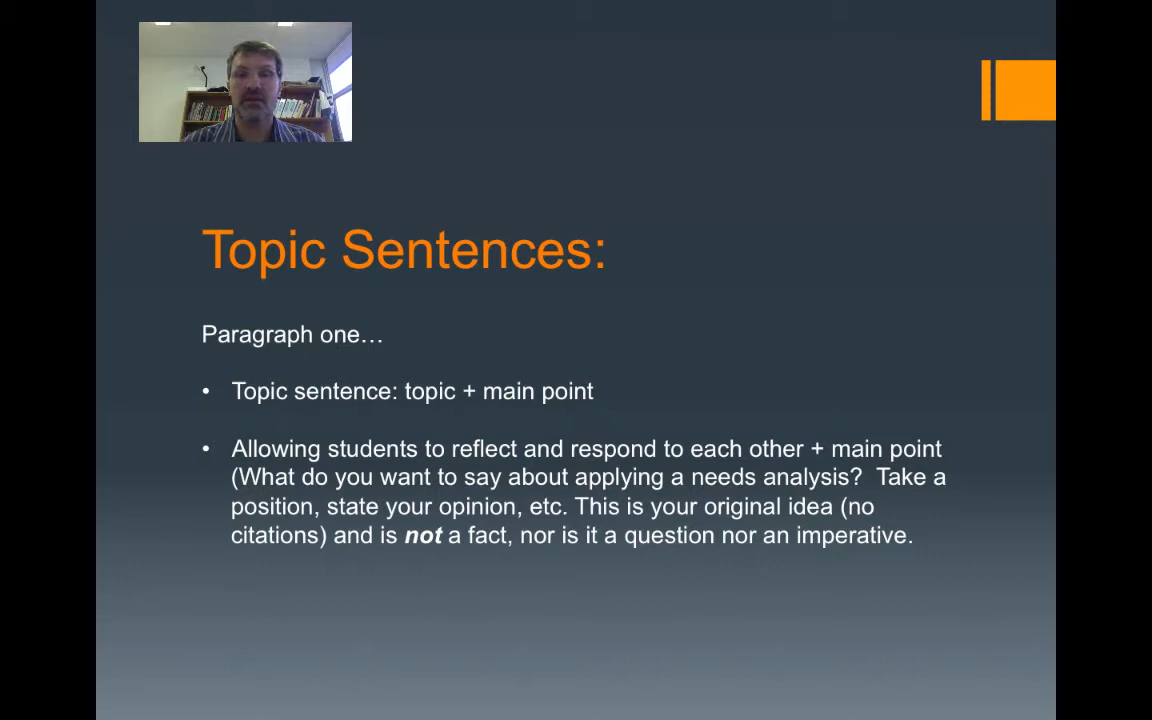 Topic Sentences:
Paragraph one…
• Topic sentence: topic + main point
• Allowing students to reflect and respond to each other + main point
(What do you want to say about applying a needs analysis?  Take a
position, state your opinion, etc. This is your original idea (no
citations) and is not a fact, nor is it a question nor an imperative.